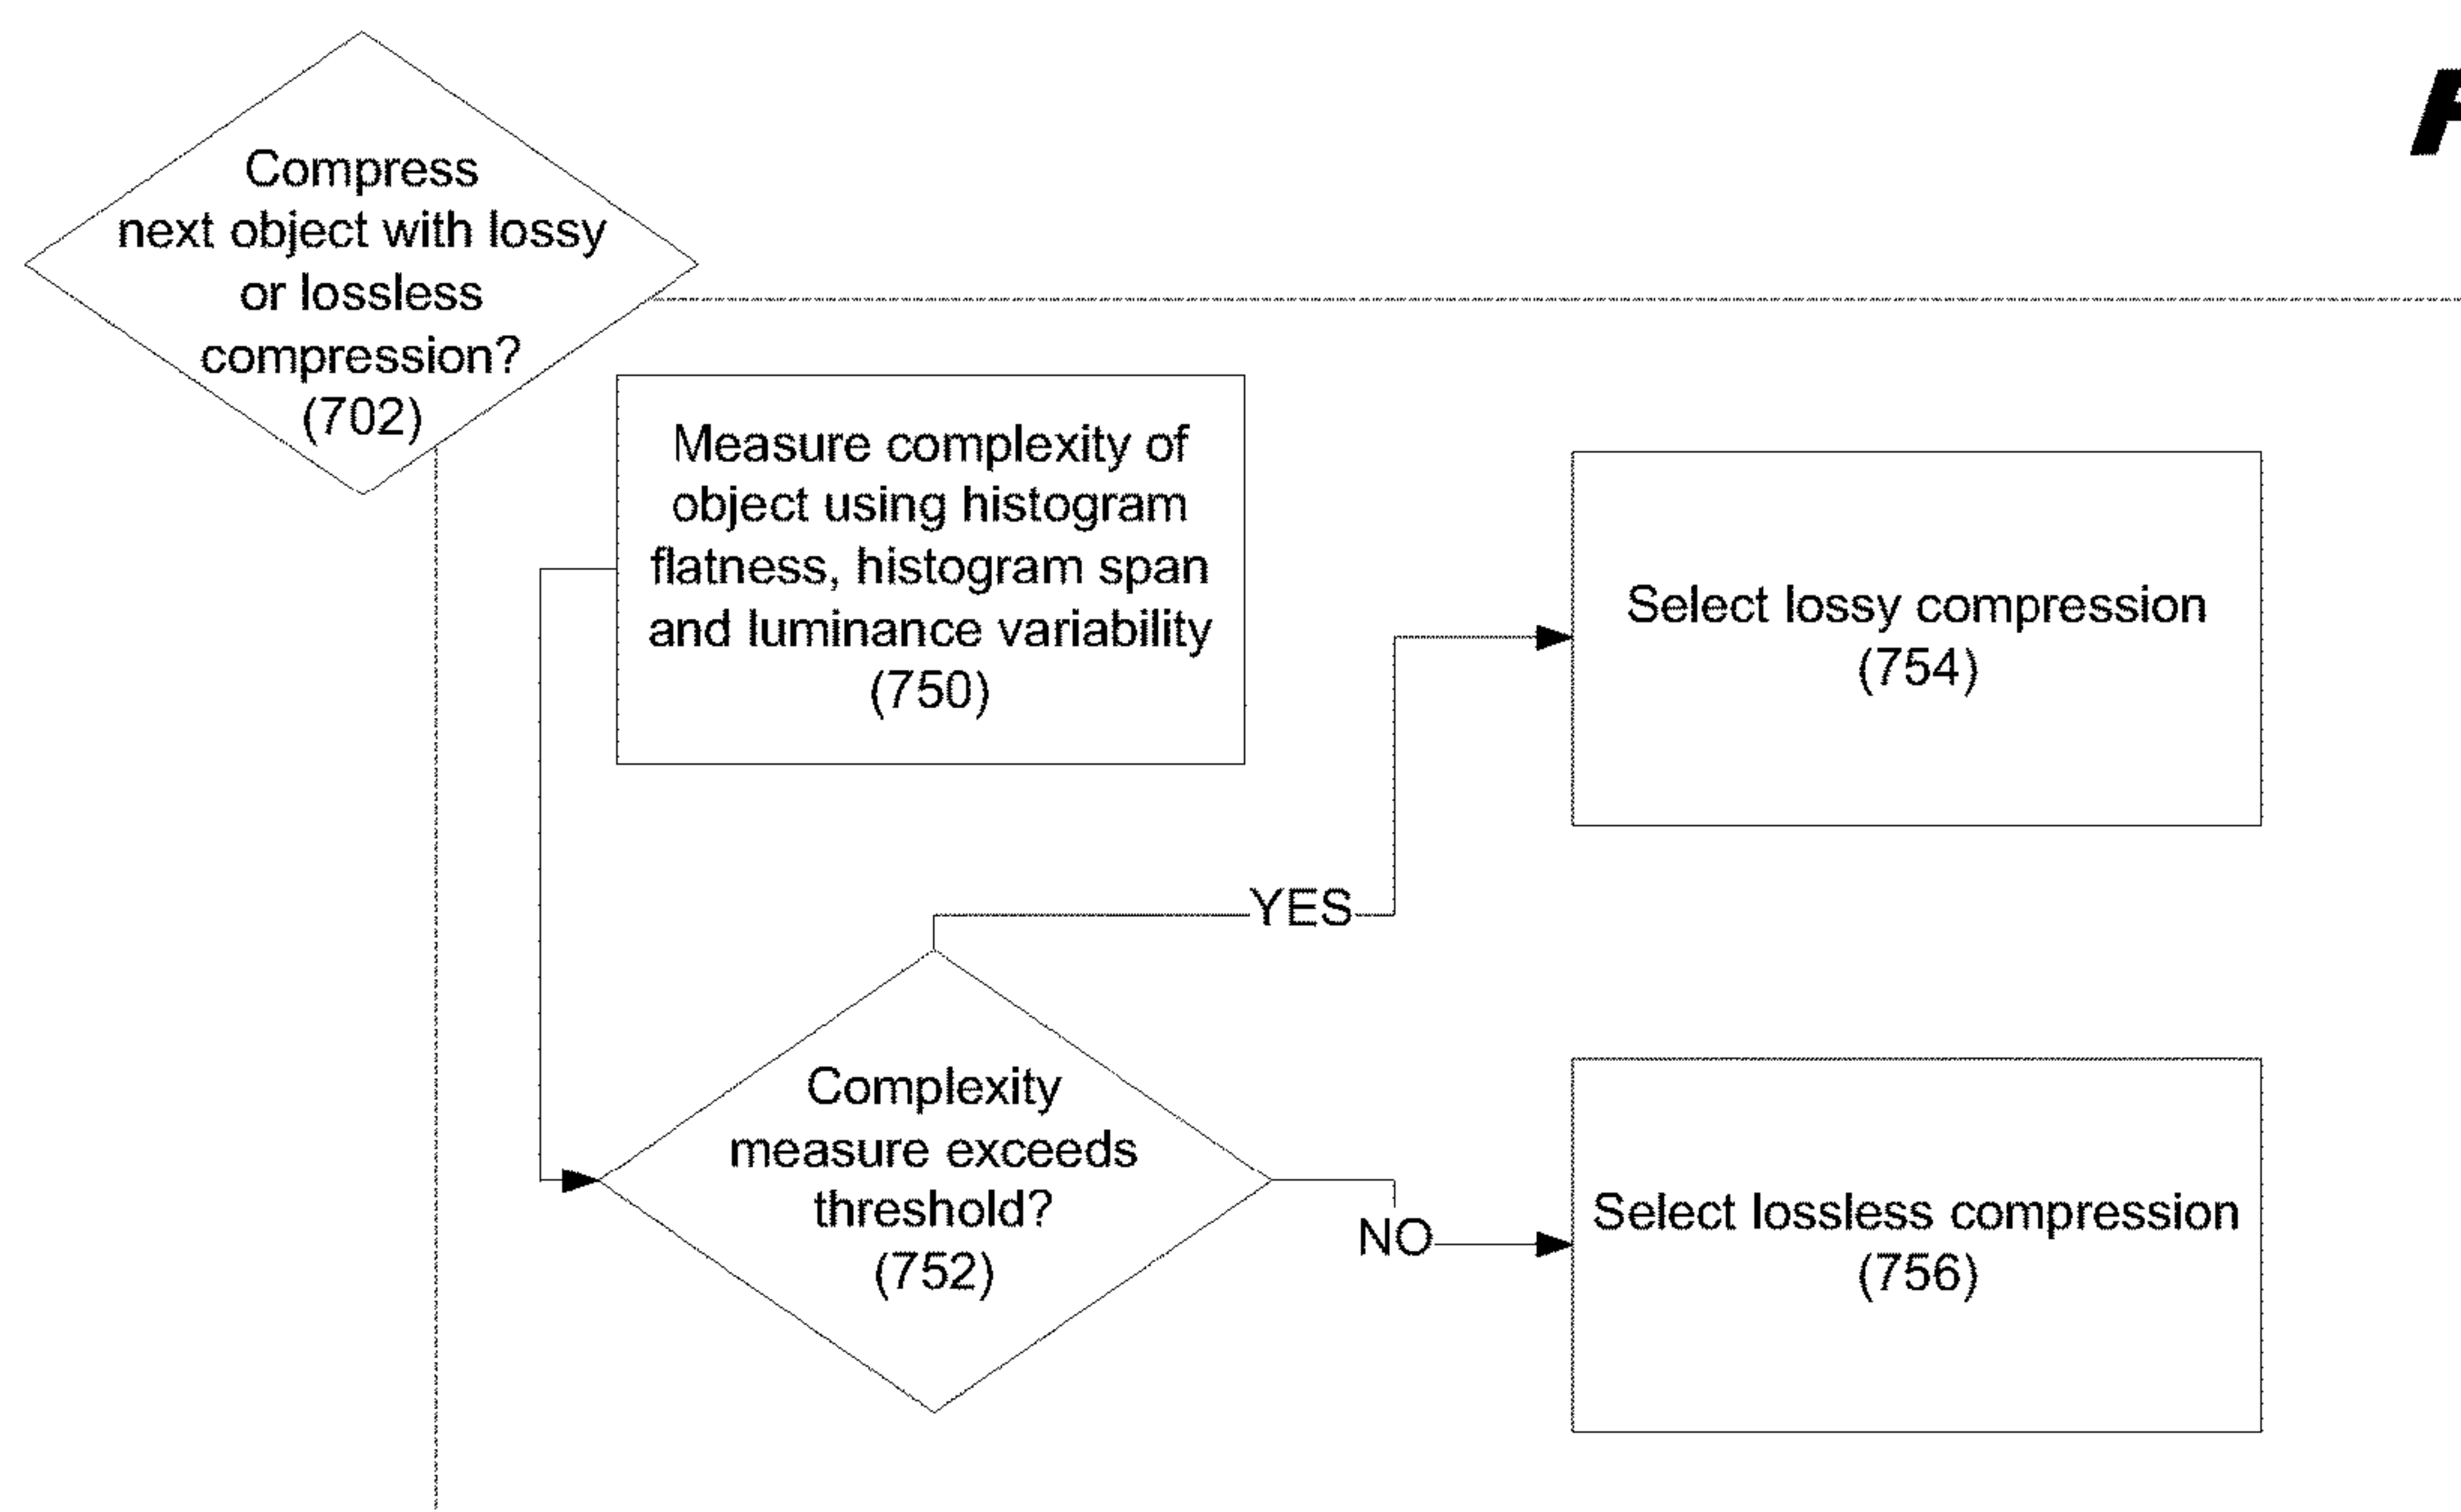 Compress
next object with lossy
or lossless
compression?
(702)
Measure complexity of
object using histogram
flatness, histogram span
and luminance variability
(750)
Select lossy compression
(754)
YES
Complexity
measure exceeds
threshold?
(752)
NO
Select lossless compression
(756)